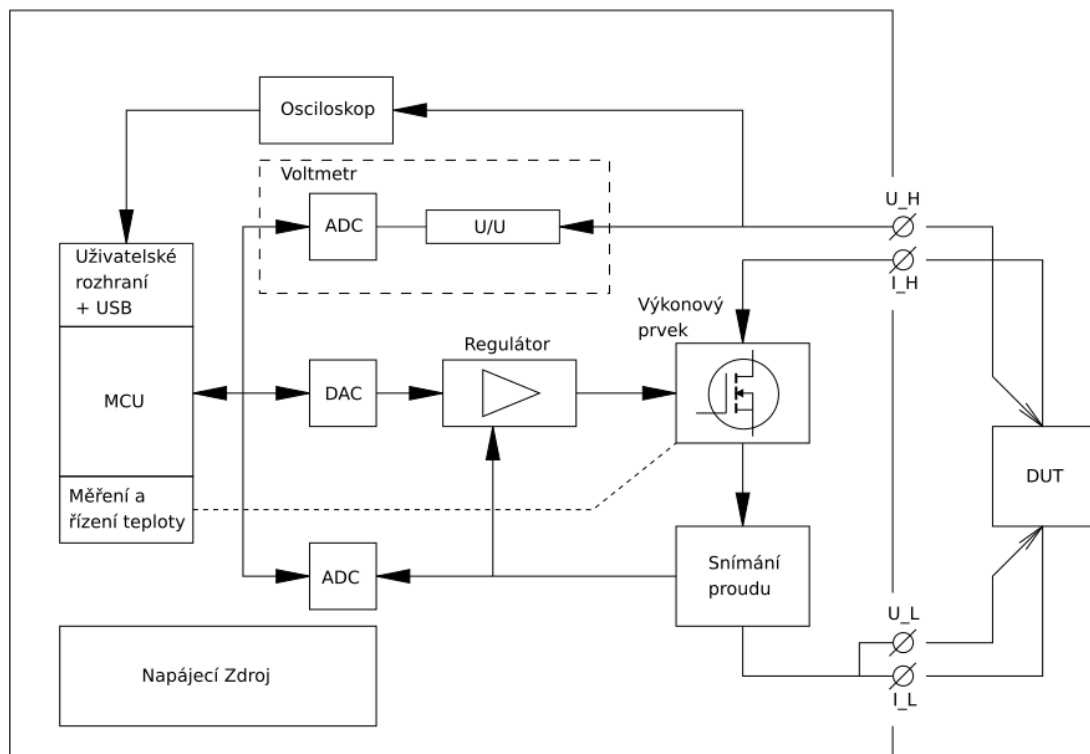 Osciloskop
Voltmetr
ADC
U/U
U_H
I_H
Uživatelské
rozhraní
+ USB
Výkonový
prvek
Regulátor
MCU
DAC
DUT
Měření a
řízení teploty
ADC
Snímání
proudu
U_L
I_L
Napájecí Zdroj